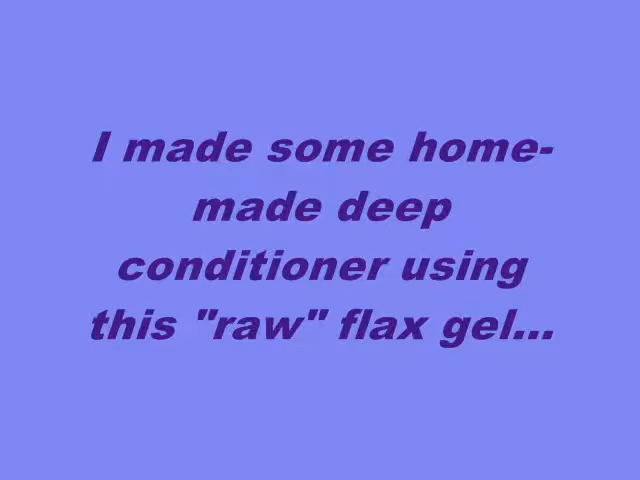 I made some home-
made deep
conditioner using
this "raw" flax gel...